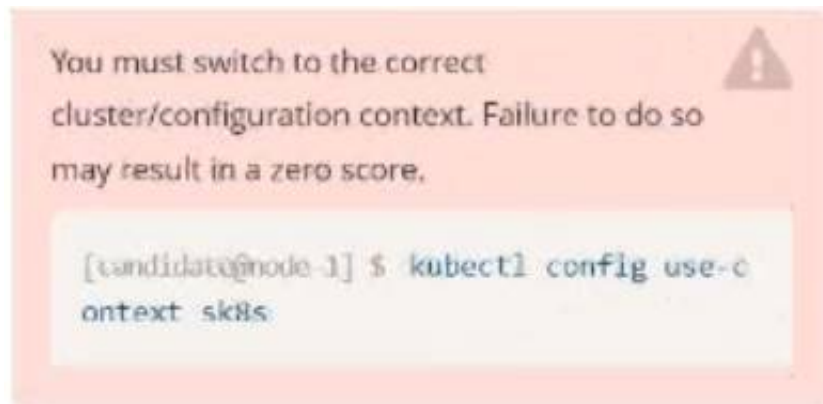 You must switch to the correct
cluster/configuration context. Failure to do so
may result in a zero score.
[candidate@node-1] $ kubectl config use-c
ontext sk8s